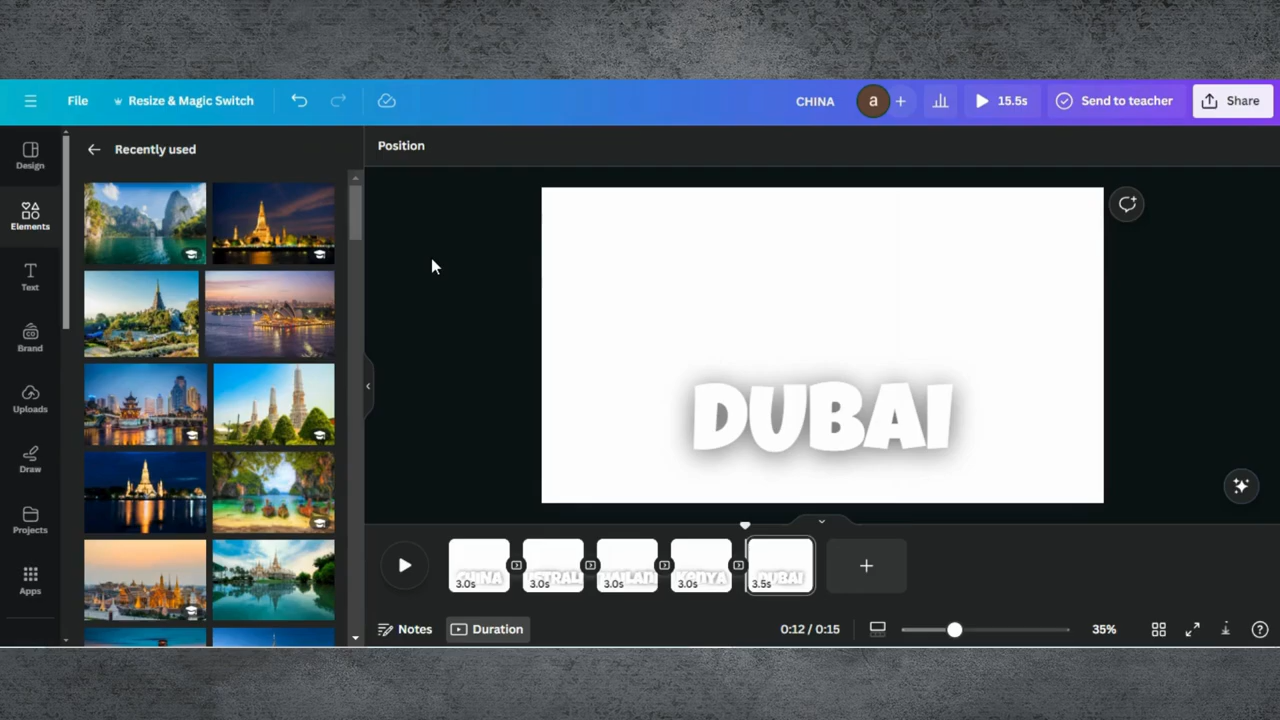 File
Resize & Magic Switch
CHINA
a
15.5s
Send to teacher
Share
Design
Elements
Text
Brand
Uploads
Draw
Projects
Apps
Recently used
Position
DUBAI
3.0s
CHINA
3.0s
3.0s
3.0s
3.5s
DUBAI
Notes
Duration
0:12 / 0:15
35%